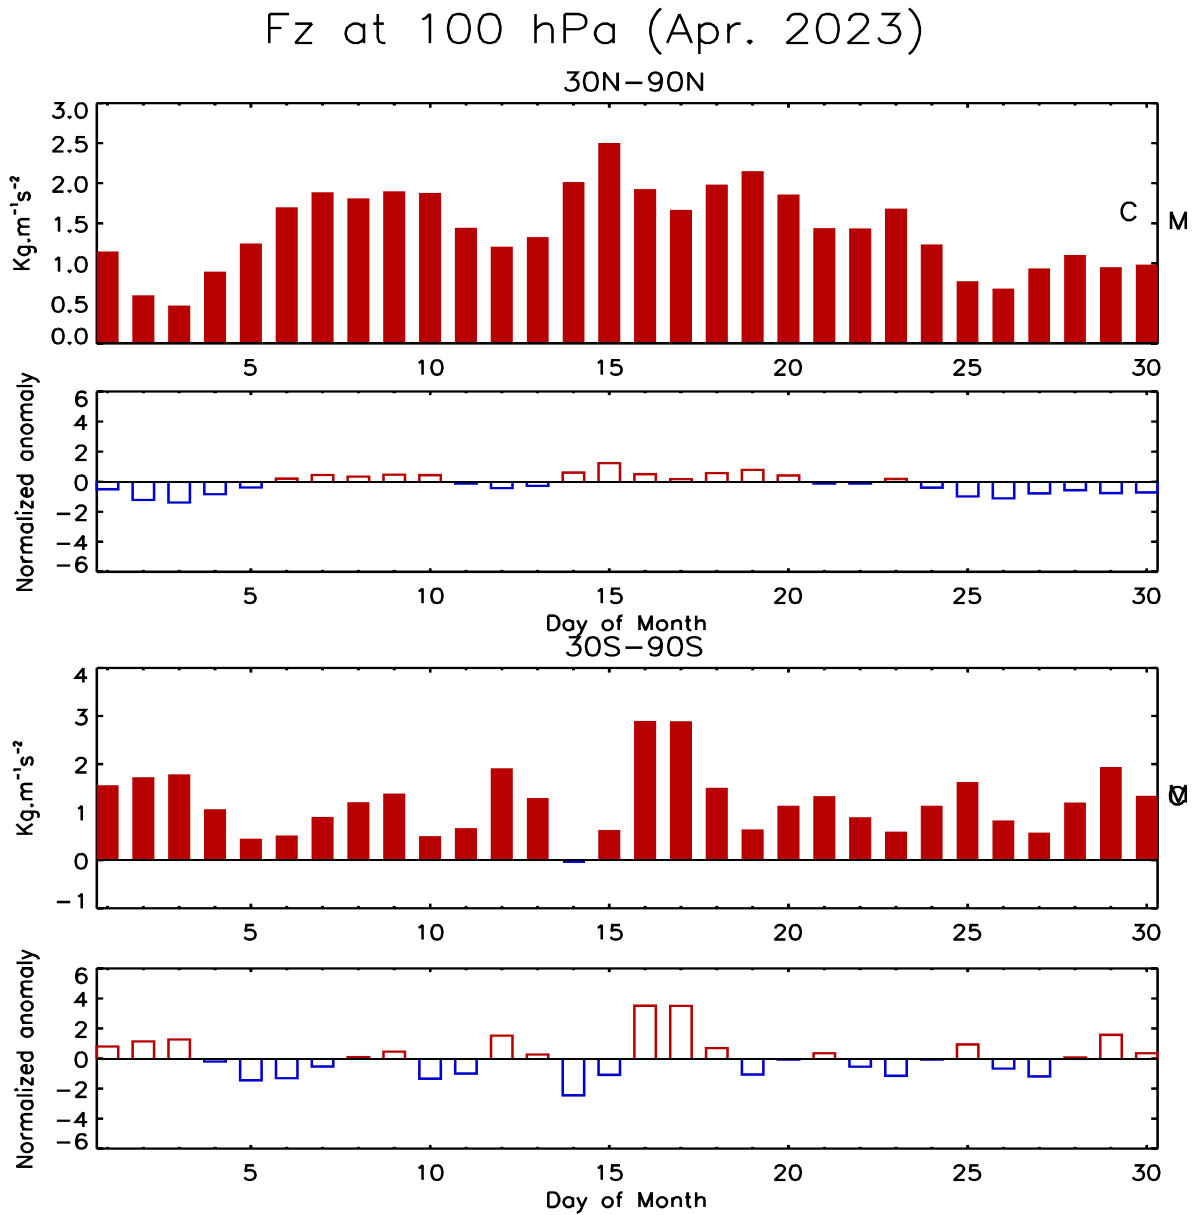 Fz at 100 hPa (Apr. 2023)
30N-90N
Kg.m⁻¹s⁻²
3.0
2.5
2.0
1.5
1.0
0.5
0.0
C
M
5 10 15 20 25 30
Normalized anomaly
6
4
2
0
-2
-4
-6
5 10 15 20 25 30
Day of Month
30S-90S
Kg.m⁻¹s⁻²
4
3
2
1
0
-1
M
C
5 10 15 20 25 30
Normalized anomaly
6
4
2
0
-2
-4
-6
5 10 15 20 25 30
Day of Month